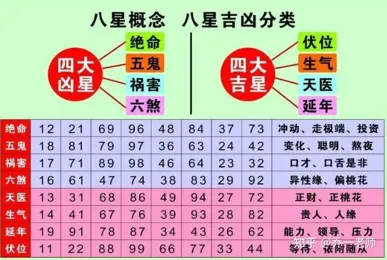 八星概念 八星吉凶分类
四大凶星
绝命
五鬼
祸害
六煞
四大吉星
伏位
生气
天医
延年
绝命 12 21 69 96 48 84 37 73 冲动、走极端、投资
五鬼 18 81 79 97 36 63 24 42 变化、聪明、熬夜
祸害 17 71 89 98 46 64 23 32 口才、口舌是非
六煞 16 61 47 74 38 83 29 92 异性缘、偏桃花
天医 13 31 68 86 49 94 27 72 正财、正桃花
生气 14 41 67 76 39 93 28 82 贵人、人缘
延年 19 91 78 87 34 43 26 62 能力、领导、压力
伏位 11 22 88 99 66 77 33 44 等待、依附随从